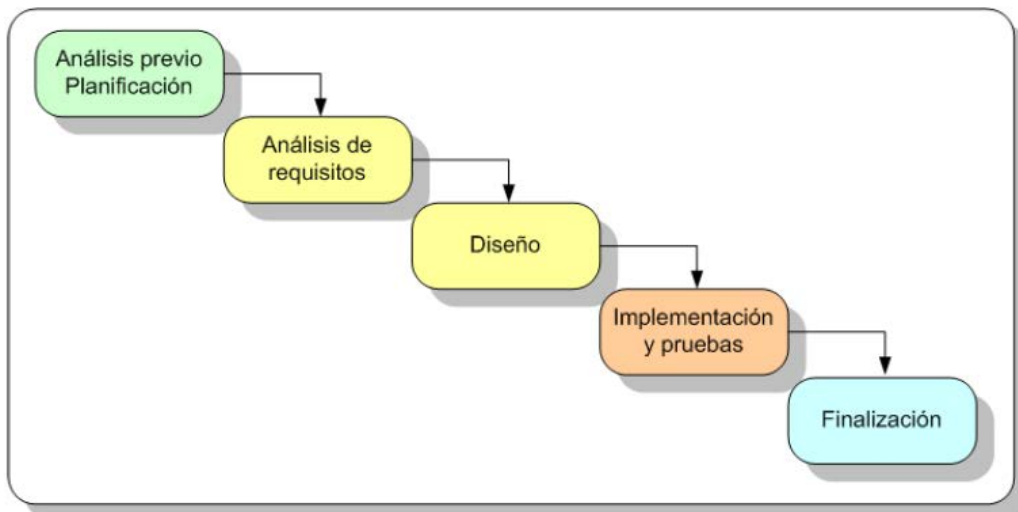 Análisis previo
Planificación
Análisis de
requisitos
Diseño
Implementación
y pruebas
Finalización